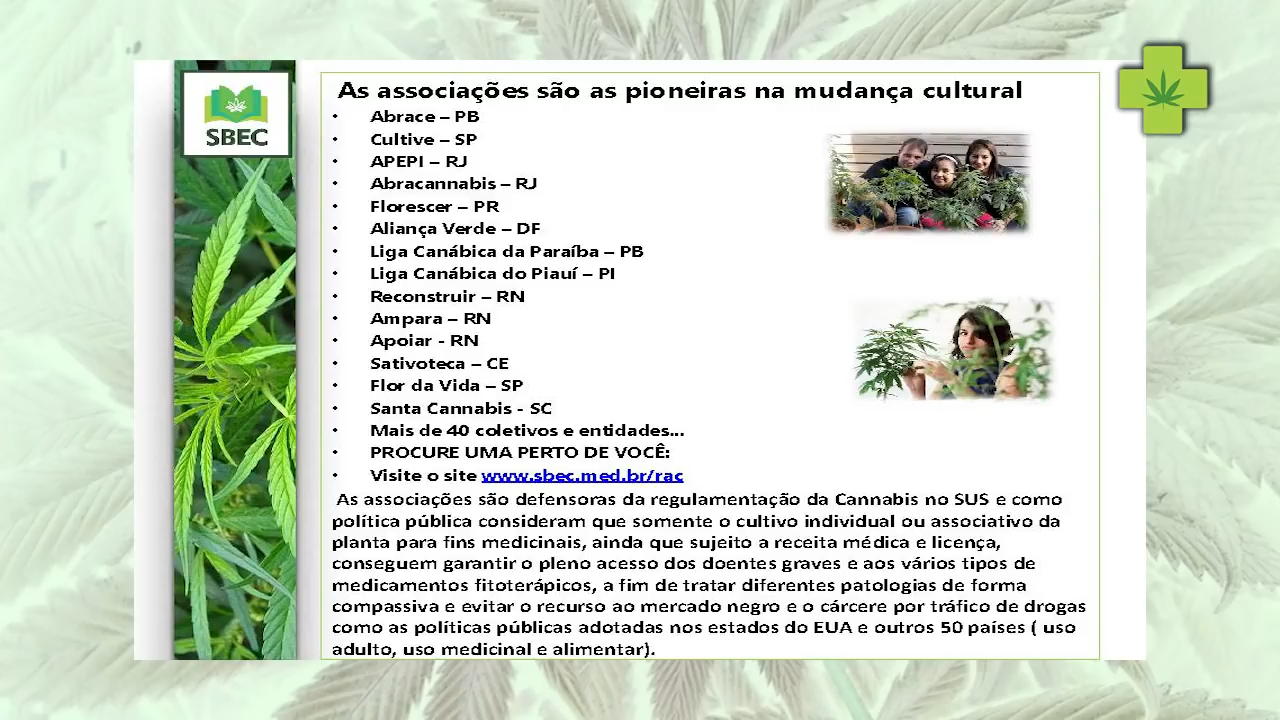 SBEC
As associações são as pioneiras na mudança cultural
• Abrace – PB
• Cultive – SP
• APEPI – RJ
• Abracannabis – RJ
• Florescer – PR
• Aliança Verde – DF
• Liga Canábica da Paraíba – PB
• Liga Canábica do Piauí – PI
• Reconstruir – RN
• Ampara – RN
• Apoiar - RN
• Sativoteca – CE
• Flor da Vida – SP
• Santa Cannabis - SC
• Mais de 40 coletivos e entidades...
• PROCURE UMA PERTO DE VOCÊ:
• Visite o site www.sbec.med.br/rac
As associações são defensoras da regulamentação da Cannabis no SUS e como
política pública consideram que somente o cultivo individual ou associativo da
planta para fins medicinais, ainda que sujeito a receita médica e licença,
conseguem garantir o pleno acesso dos doentes graves e aos vários tipos de
medicamentos fitoterápicos, a fim de tratar diferentes patologias de forma
compassiva e evitar o recurso ao mercado negro e o cárcere por tráfico de drogas
como as políticas públicas adotadas nos estados do EUA e outros 50 países ( uso
adulto, uso medicinal e alimentar).